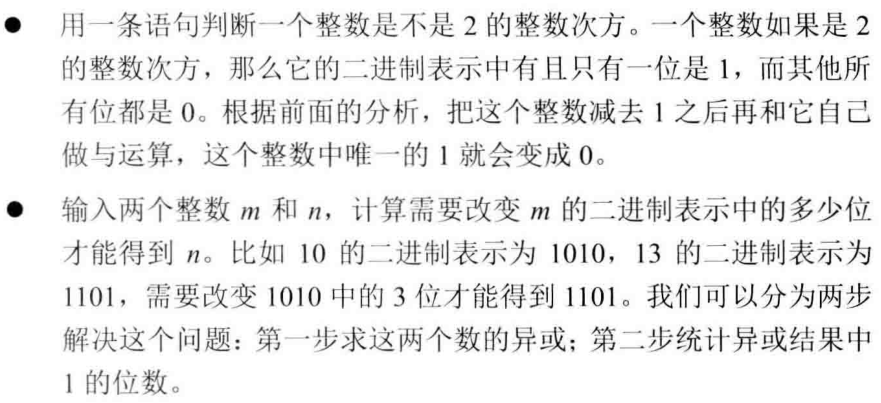 ● 用一条语句判断一个整数是不是 2 的整数次方。一个整数如果是 2
的整数次方，那么它的二进制表示中有且只有一位是 1，而其他所
有位都是 0。根据前面的分析，把这个整数减去 1 之后再和它自己
做与运算，这个整数中唯一的 1 就会变成 0。
● 输入两个整数 m 和 n，计算需要改变 m 的二进制表示中的多少位
才能得到 n。比如 10 的二进制表示为 1010，13 的二进制表示为
1101，需要改变 1010 中的 3 位才能得到 1101。我们可以分为两步
解决这个问题：第一步求这两个数的异或；第二步统计异或结果中
1 的位数。